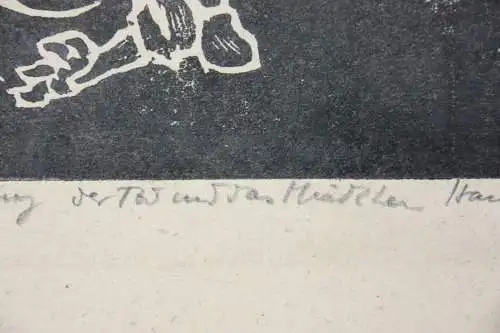 der Tod und das Mädchen